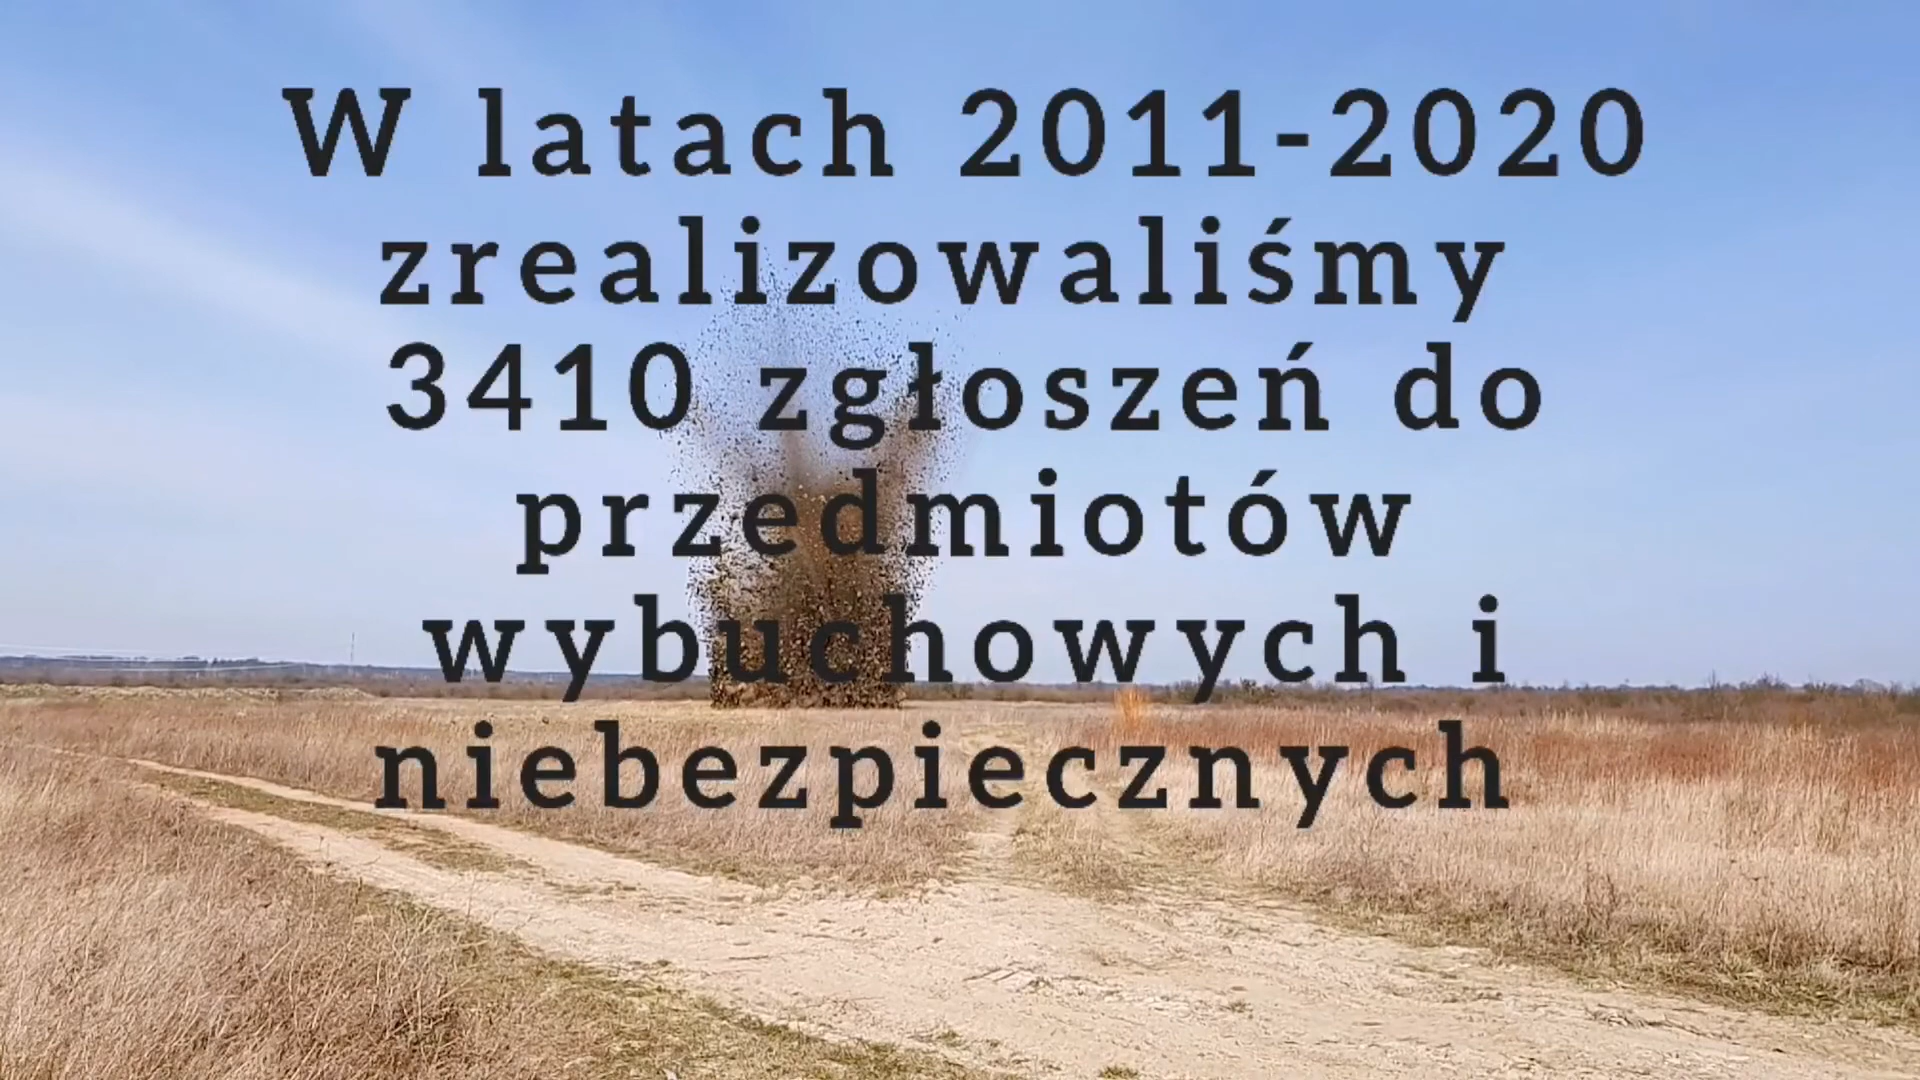 W latach 2011-2020
zrealizowaliśmy
3410 zgłoszeń do
przedmiotów
wybuchowych i
niebezpiecznych